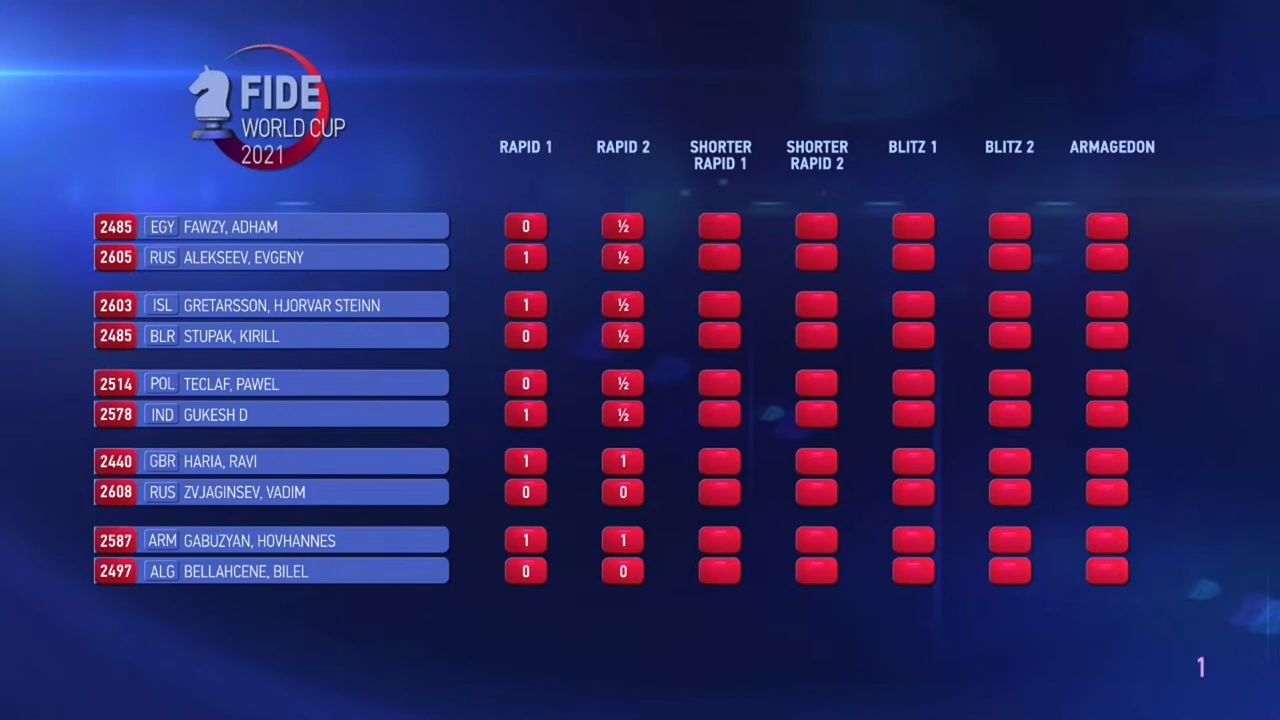 FIDE
WORLD CUP
2021
RAPID 1 RAPID 2 SHORTER RAPID 1 SHORTER RAPID 2 BLITZ 1 BLITZ 2 ARMAGEDON
2485 EGY FAWZY, ADHAM 0 ½
2605 RUS ALEKSEEV, EVGENY 1 ½
2603 ISL GRETARSSON, HJORVAR STEINN 1 ½
2485 BLR STUPAK, KIRILL 0 ½
2514 POL TECLAF, PAWEL 0 ½
2578 IND GUKESH D 1 ½
2440 GBR HARIA, RAVI 1 1
2608 RUS ZVJAGINSEV, VADIM 0 0
2587 ARM GABUZYAN, HOVHANNES 1 1
2497 ALG BELLAHCENE, BILEL 0 0
1